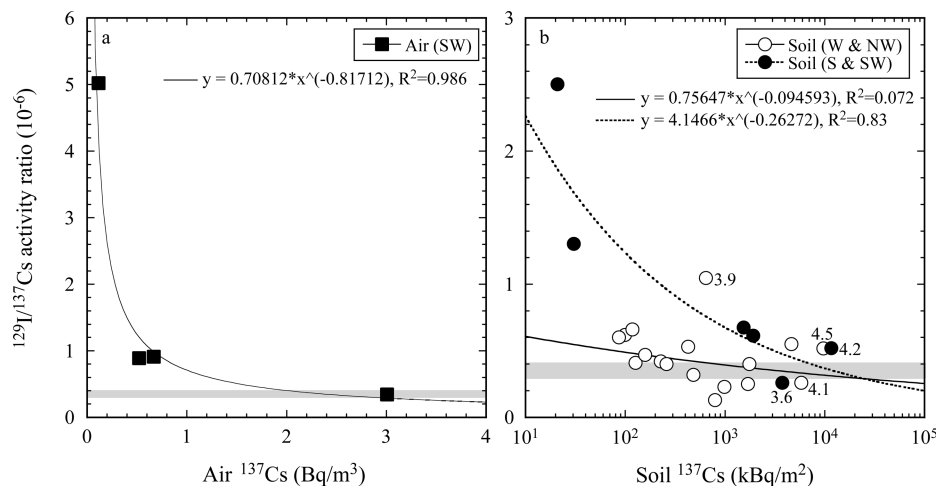 a
Air (SW)
y = 0.70812*x^(-0.81712), R²=0.986
6
5
4
3
2
1
0
¹²⁹I/¹³⁷Cs activity ratio (10⁻⁶)
0 1 2 3 4
Air ¹³⁷Cs (Bq/m³)
b
Soil (W & NW)
Soil (S & SW)
y = 0.75647*x^(-0.094593), R²=0.072
y = 4.1466*x^(-0.26272), R²=0.83
3
2
1
0
3.9
4.5
4.2
4.1
3.6
10¹ 10² 10³ 10⁴ 10⁵
Soil ¹³⁷Cs (kBq/m²)